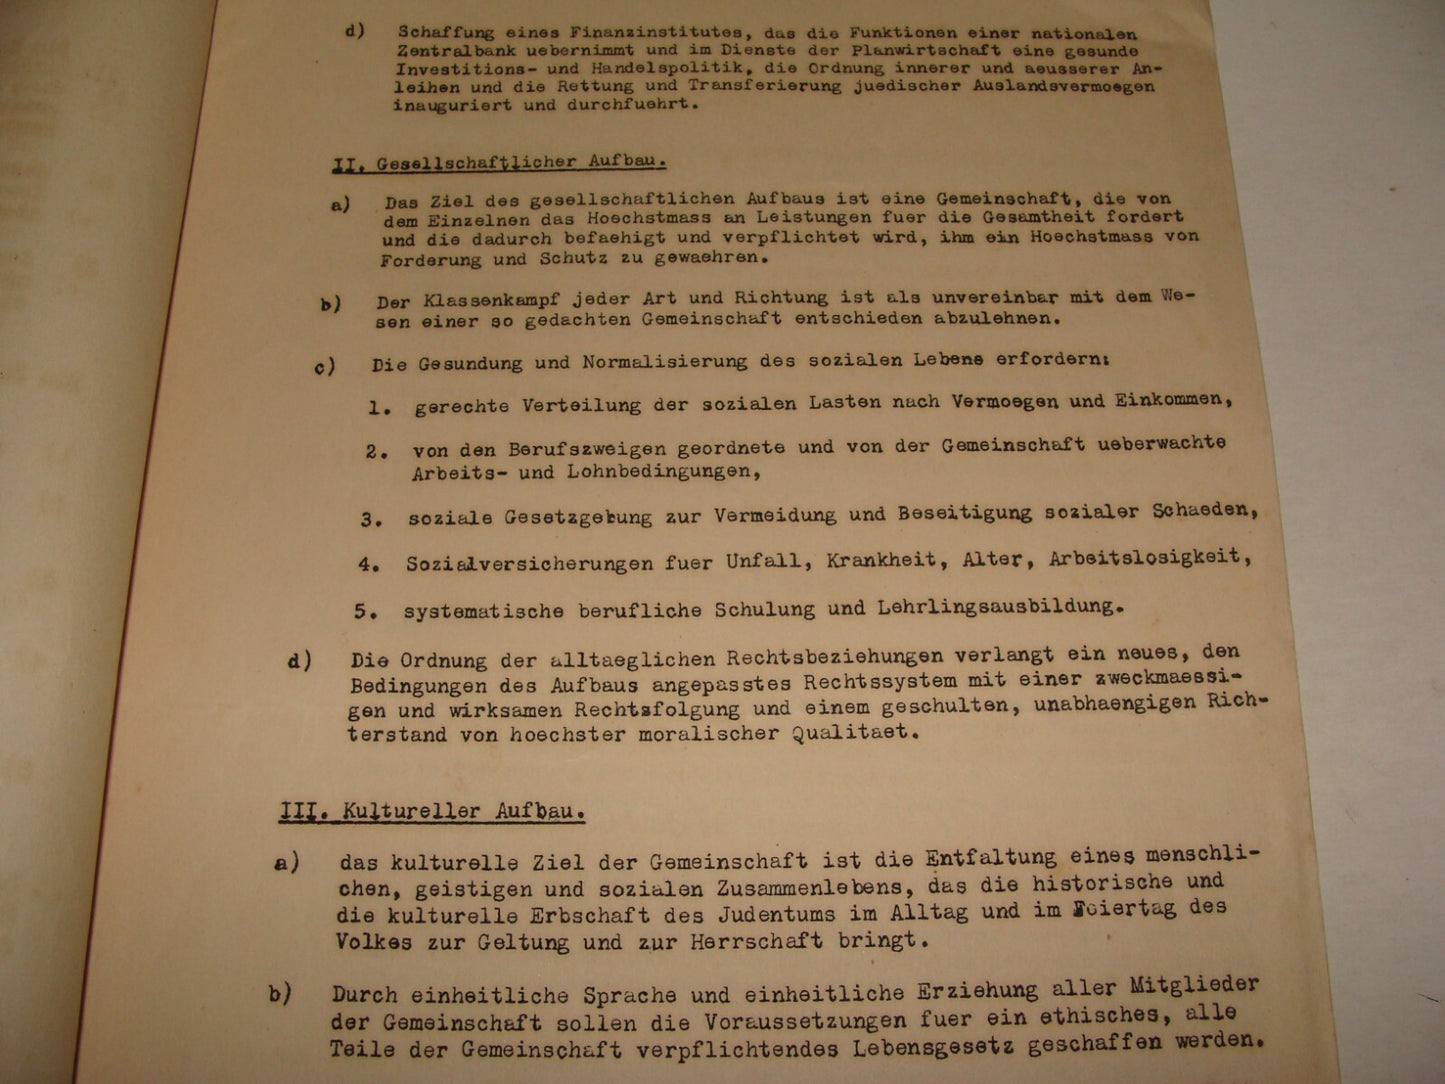 d) Schaffung eines Finanzinstitutes, das die Funktionen einer nationalen
Zentralbank uebernimmt und im Dienste der Planwirtschaft eine gesunde
Investitions- und Handelspolitik, die Ordnung innerer und aeusserer An-
leihen und die Rettung und Transferierung juedischer Auslandsvermoegen
inauguriert und durchfuehrt.
II. Gesellschaftlicher Aufbau.
a) Das Ziel des gesellschaftlichen Aufbaus ist eine Gemeinschaft, die von
dem Einzelnen das Hoechstmass an Leistungen fuer die Gesamtheit fordert
und die dadurch befaehigt und verpflichtet wird, ihm ein Hoechstmass von
Forderung und Schutz zu gewaehren.
b) Der Klassenkampf jeder Art und Richtung ist als unvereinbar mit dem We-
sen einer so gedachten Gemeinschaft entschieden abzulehnen.
c) Die Gesundung und Normalisierung des sozialen Lebens erfordern:
1. gerechte Verteilung der sozialen Lasten nach Vermoegen und Einkommen,
2. von den Berufszweigen geordnete und von der Gemeinschaft ueberwachte
Arbeits- und Lohnbedingungen,
3. soziale Gesetzgebung zur Vermeidung und Beseitigung sozialer Schaeden,
4. Sozialversicherungen fuer Unfall, Krankheit, Alter, Arbeitslosigkeit,
5. systematische berufliche Schulung und Lehrlingsausbildung.
d) Die Ordnung der alltaeglichen Rechtsbeziehungen verlangt ein neues, den
Bedingungen des Aufbaus angepasstes Rechtssystem mit einer zweckmaessi-
gen und wirksamen Rechtsfolgung und einem geschulten, unabhaengigen Rich-
terstand von hoechster moralischer Qualitaet.
III. Kultureller Aufbau.
a) das kulturelle Ziel der Gemeinschaft ist die Entfaltung eines menschli-
chen, geistigen und sozialen Zusammenlebens, das die historische und
die kulturelle Erbschaft des Judentums im Alltag und im Feiertag des
Volkes zur Geltung und zur Herrschaft bringt.
b) Durch einheitliche Sprache und einheitliche Erziehung aller Mitglieder
der Gemeinschaft sollen die Voraussetzungen fuer ein ethisches, alle
Teile der Gemeinschaft verpflichtendes Lebensgesetz geschaffen werden.